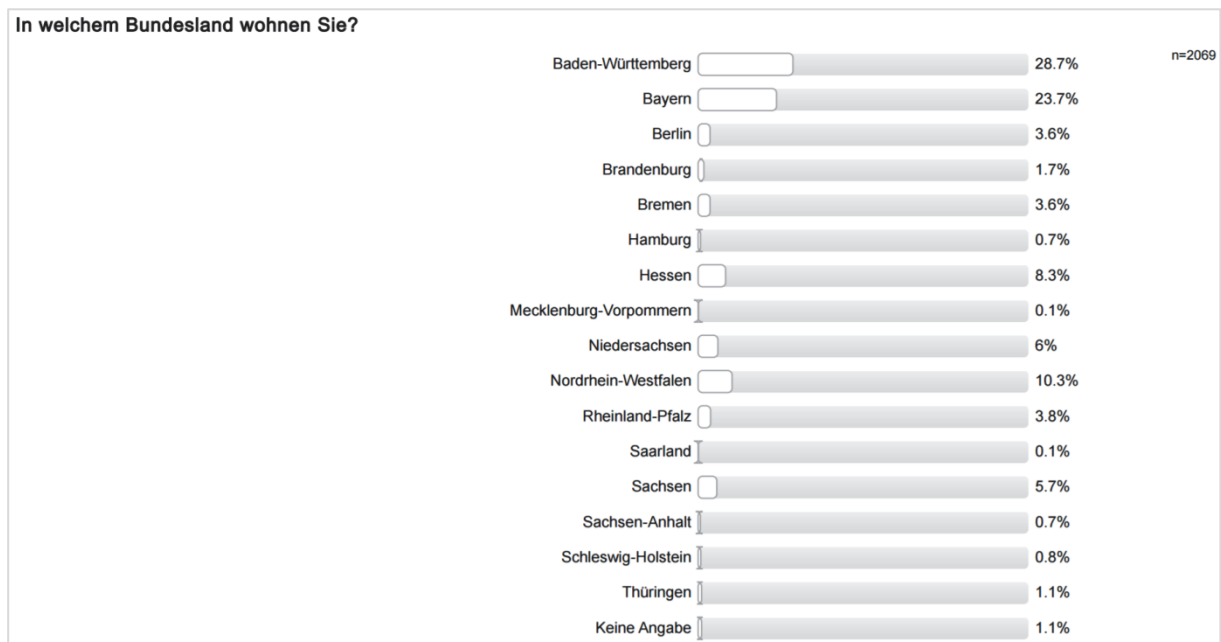 In welchem Bundesland wohnen Sie?
n=2069
Baden-Württemberg 28.7%
Bayern 23.7%
Berlin 3.6%
Brandenburg 1.7%
Bremen 3.6%
Hamburg 0.7%
Hessen 8.3%
Mecklenburg-Vorpommern 0.1%
Niedersachsen 6%
Nordrhein-Westfalen 10.3%
Rheinland-Pfalz 3.8%
Saarland 0.1%
Sachsen 5.7%
Sachsen-Anhalt 0.7%
Schleswig-Holstein 0.8%
Thüringen 1.1%
Keine Angabe 1.1%